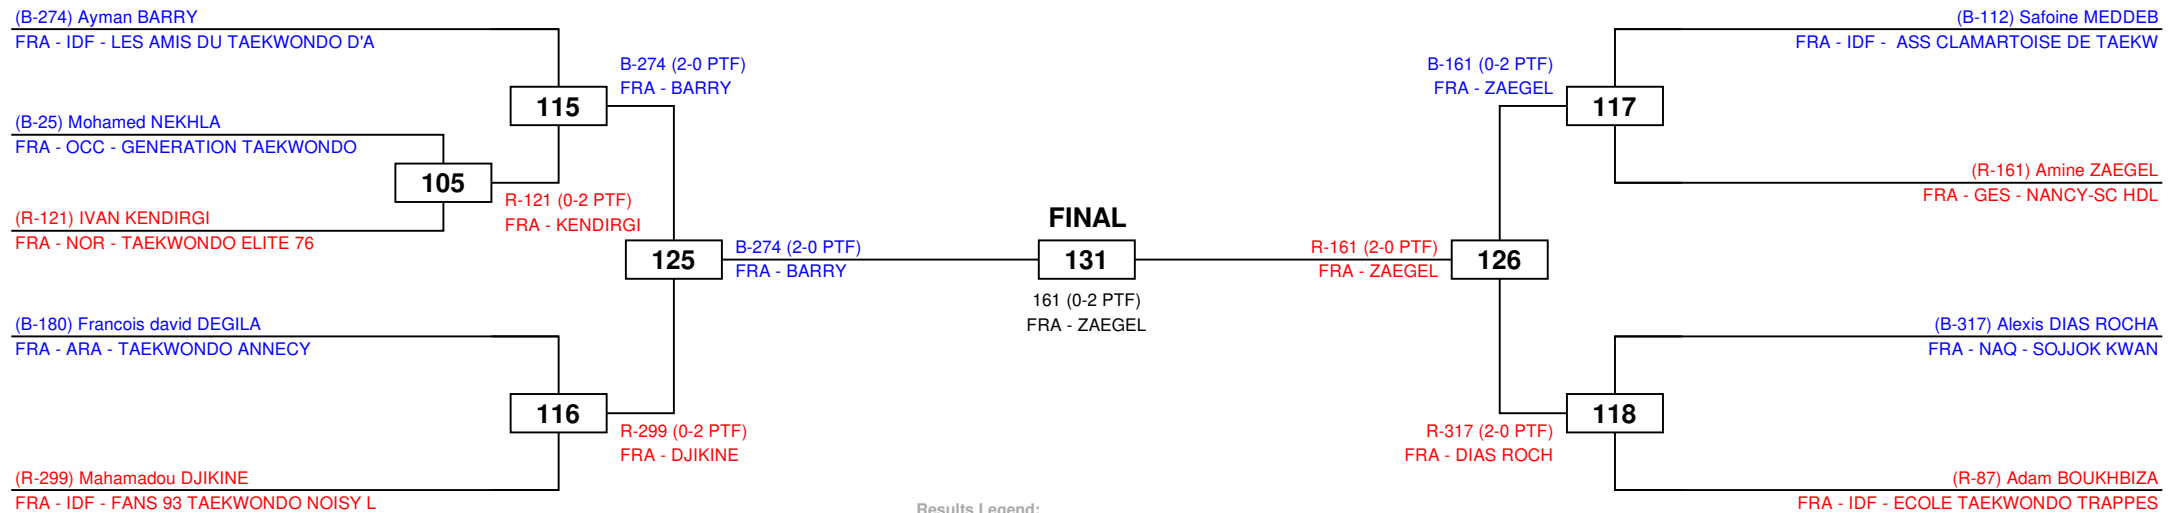 (B-274) Ayman BARRY
FRA - IDF - LES AMIS DU TAEKWONDO D'A
B-274 (2-0 PTF)
FRA - BARRY
115
(B-25) Mohamed NEKHLA
FRA - OCC - GENERATION TAEKWONDO
105
R-121 (0-2 PTF)
FRA - KENDIRGI
(R-121) IVAN KENDIRGI
FRA - NOR - TAEKWONDO ELITE 76
125
B-274 (2-0 PTF)
FRA - BARRY
(B-180) Francois david DEGILA
FRA - ARA - TAEKWONDO ANNECY
116
R-299 (0-2 PTF)
FRA - DJIKINE
(R-299) Mahamadou DJIKINE
FRA - IDF - FANS 93 TAEKWONDO NOISY L
FINAL
131
161 (0-2 PTF)
FRA - ZAEGEL
(B-112) Safoine MEDDEB
FRA - IDF - ASS CLAMARTOISE DE TAEKW
B-161 (0-2 PTF)
FRA - ZAEGEL
117
(R-161) Amine ZAEGEL
FRA - GES - NANCY-SC HDL
R-161 (2-0 PTF)
FRA - ZAEGEL
126
(B-317) Alexis DIAS ROCHA
FRA - NAQ - SOJJOK KWAN
118
R-317 (2-0 PTF)
FRA - DIAS ROCH
(R-87) Adam BOUKHBIZA
FRA - IDF - ECOLE TAEKWONDO TRAPPES
Results Legend: